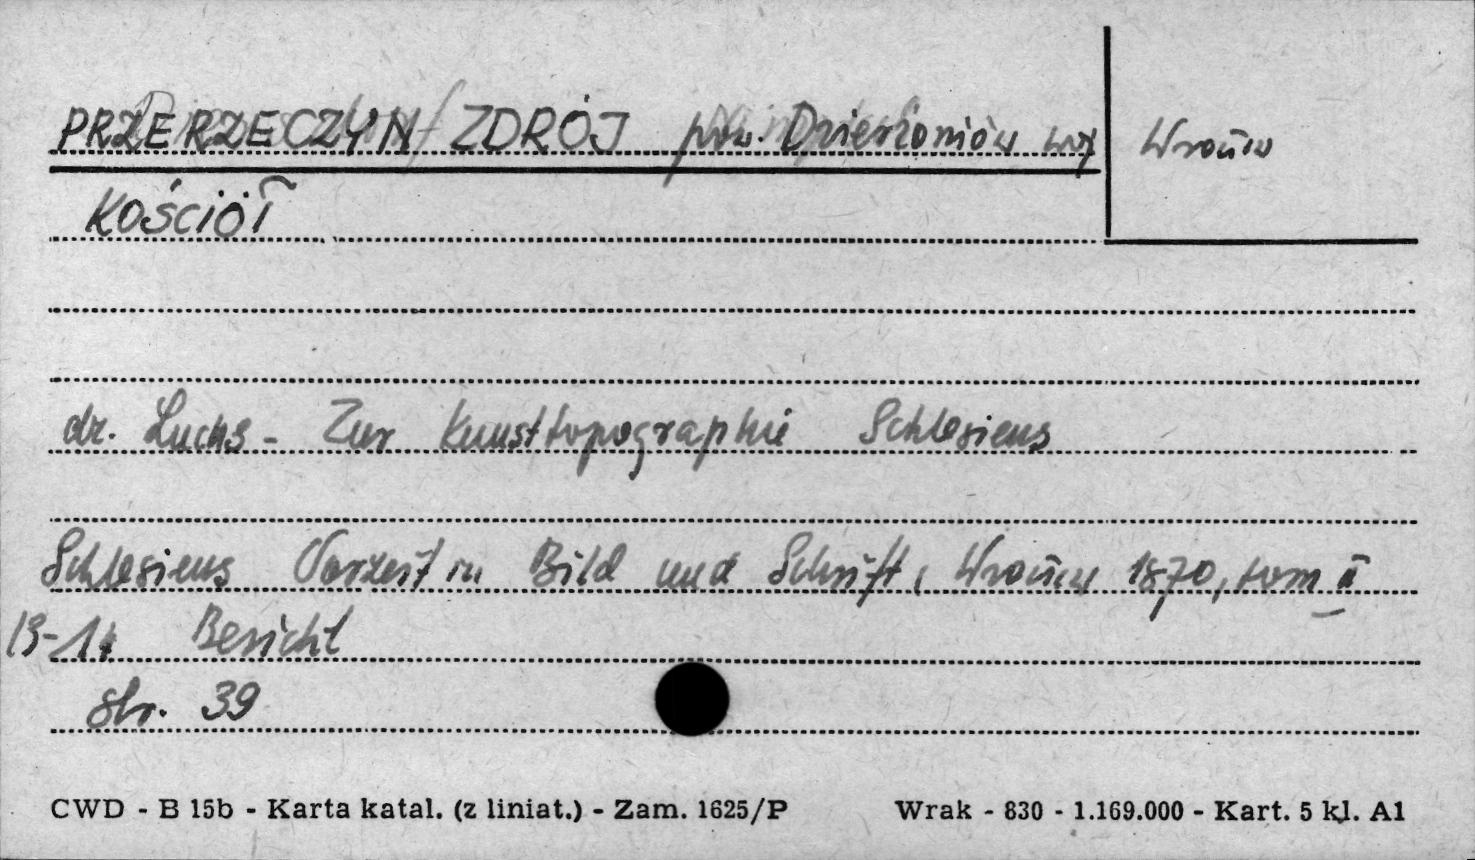 PRZERZECZYN ZDRÓJ pow. Dzierżoniów woj Wrocław
KOŚCIÓŁ
dr. Luchs - Zur Kunsttopographie Schlesiens
Schlesiens Vorzeit in Bild und Schrift, Wrocław 1870, tom II
13-14 Bericht
str. 39
CWD - B 15b - Karta katal. (z liniat.) - Zam. 1625/P Wrak - 830 - 1.169.000 - Kart. 5 kl. A1